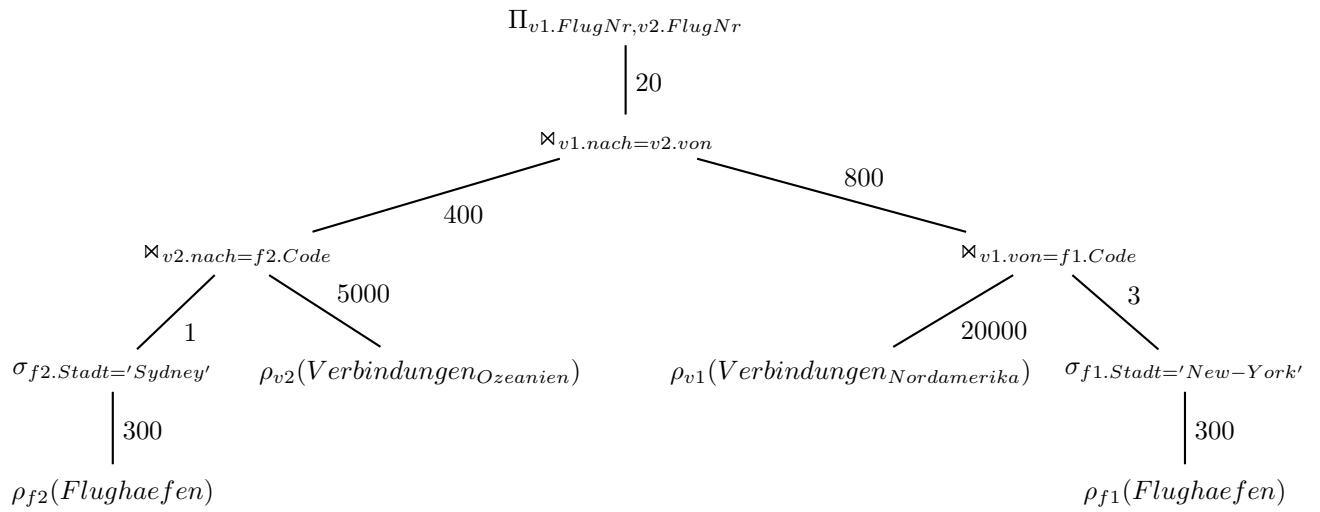 Π_{v1.FlugNr,v2.FlugNr}
20
⋈_{v1.nach=v2.von}
800
400
⋈_{v2.nach=f2.Code} ⋈_{v1.von=f1.Code}
5000 3
1 20000
σ_{f2.Stadt='Sydney'} ρ_{v2}(Verbindungen_{Ozeanien}) ρ_{v1}(Verbindungen_{Nordamerika}) σ_{f1.Stadt='New−York'}
300 300
ρ_{f2}(Flughaefen) ρ_{f1}(Flughaefen)